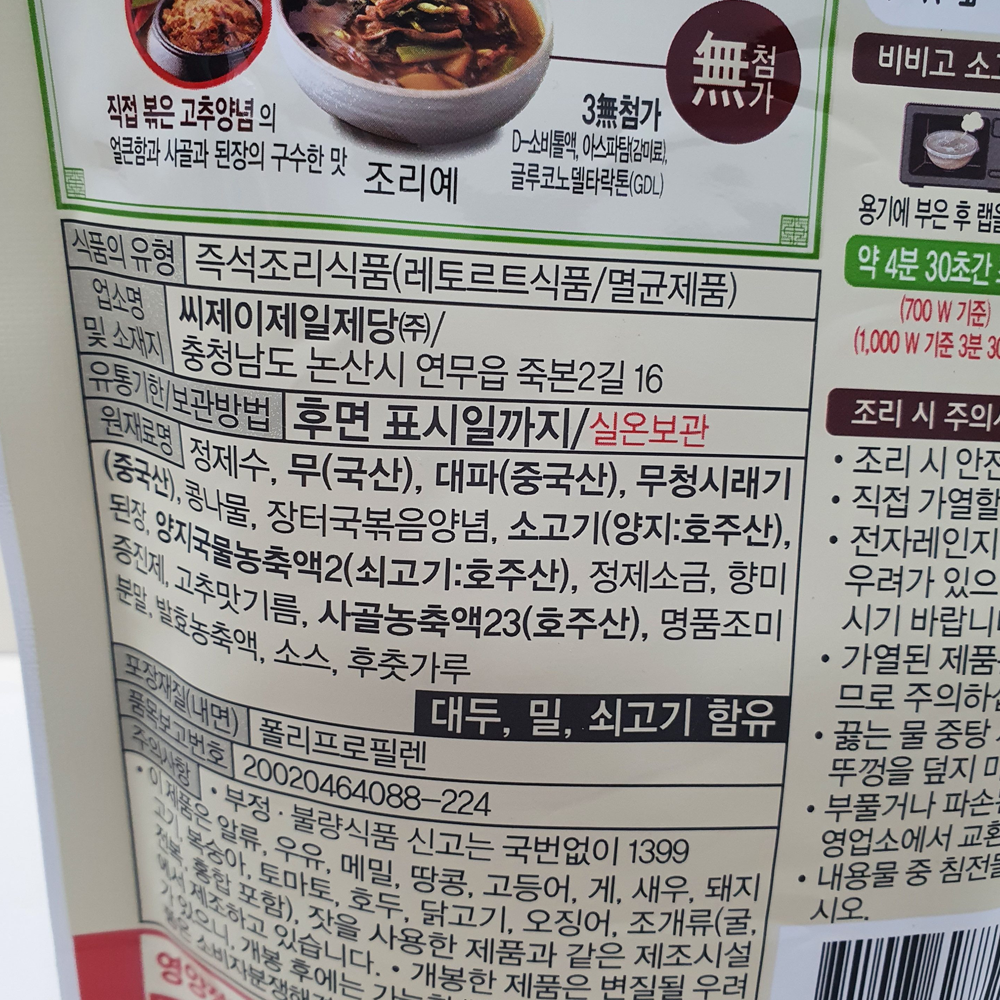 직접 볶은 고추양념의
얼큰함과 사골과 된장의 구수한 맛
조리예
無첨가
3無첨가
D-소비톨액, 아스파탐(감미료),
글루코노델타락톤(GDL)
식품의 유형 즉석조리식품(레토르트식품/멸균제품)
업소명 및 소재지 씨제이제일제당㈜/
충청남도 논산시 연무읍 죽본2길 16
유통기한/보관방법 후면 표시일까지/실온보관
원재료명 정제수, 무(국산), 대파(중국산), 무청시래기
(중국산), 콩나물, 장터국볶음양념, 소고기(양지:호주산),
된장, 양지국물농축액2(쇠고기:호주산), 정제소금, 향미
증진제, 고추맛기름, 사골농축액23(호주산), 명품조미
분말, 발효농축액, 소스, 후춧가루
대두, 밀, 쇠고기 함유
포장재질(내면) 폴리프로필렌
품목보고번호 20020464088-224
주의사항 • 부정·불량식품 신고는 국번없이 1399
• 이 제품은 알류, 우유, 메밀, 땅콩, 고등어, 게, 새우, 돼지
고기, 복숭아, 토마토, 호두, 닭고기, 오징어, 조개류(굴,
전복, 홍합 포함), 잣을 사용한 제품과 같은 제조시설
에서 제조하고 있습니다. • 개봉한 제품은 변질될 우려
가 있으니, 개봉 후에는
소비자분쟁해결
영양정
비비고 소고
용기에 부은 후 랩을
약 4분 30초간
(700 W 기준)
(1,000 W 기준 3분 30
조리 시 주의사
• 조리 시 안전
• 직접 가열할
• 전자레인지
우려가 있으
시기 바랍니
• 가열된 제품
므로 주의하십
• 끓는 물 중탕
뚜껑을 덮지 마
• 부풀거나 파손
영업소에서 교환
• 내용물 중 침전물
시오.